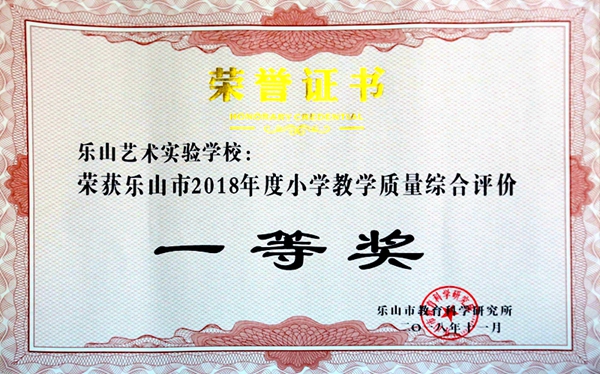 荣誉证书
乐山艺术实验学校：
荣获乐山市2018年度小学教学质量综合评价
一等奖
乐山市教育科学研究所
二〇一八年十一月